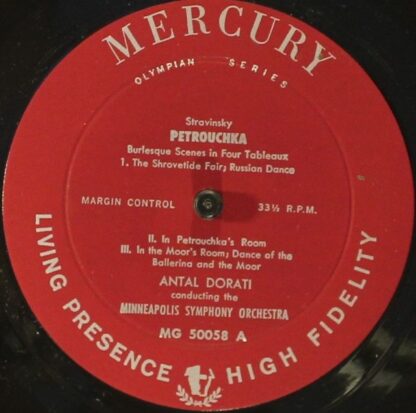 MERCURY
OLYMPIAN SERIES
Stravinsky
PETROUCHKA
Burlesque Scenes in Four Tableaux
1. The Shrovetide Fair; Russian Dance
MARGIN CONTROL 33⅓ R.P.M.
II. In Petrouchka's Room
III. In the Moor's Room; Dance of the
Ballerina and the Moor
ANTAL DORATI
conducting the
MINNEAPOLIS SYMPHONY ORCHESTRA
MG 50058 A
LIVING PRESENCE HIGH FIDELITY